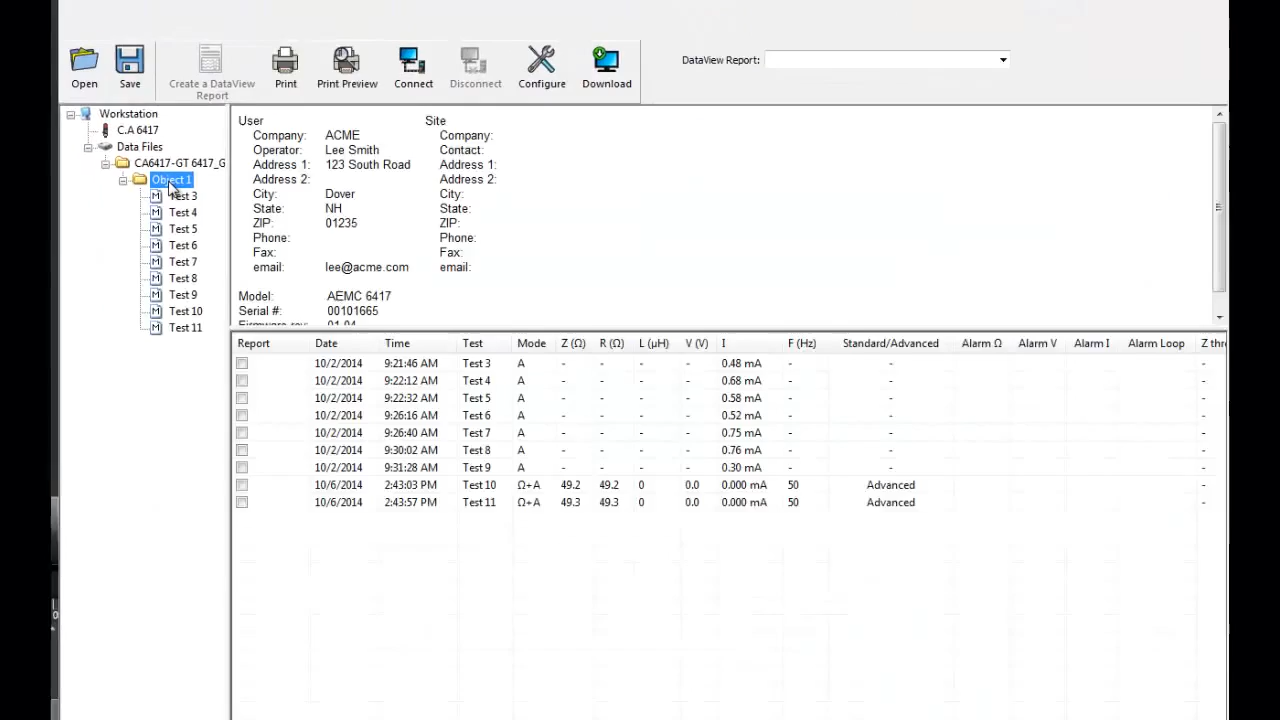 Open Save Create a DataView Report Print Print Preview Connect Disconnect Configure Download DataView Report:
Workstation
C.A 6417
Data Files
CA6417-GT 6417_G
Object 1
Test 3
Test 4
Test 5
Test 6
Test 7
Test 8
Test 9
Test 10
Test 11
User Site
Company: ACME Company:
Operator: Lee Smith Contact:
Address 1: 123 South Road Address 1:
Address 2: Address 2:
City: Dover City:
State: NH State:
ZIP: 01235 ZIP:
Phone: Phone:
Fax: Fax:
email: lee@acme.com email:
Model: AEMC 6417
Serial #: 00101665
Firmware rev: 01.04
Report Date Time Test Mode Z (Ω) R (Ω) L (µH) V (V) I F (Hz) Standard/Advanced Alarm Ω Alarm V Alarm I Alarm Loop Z thre
10/2/2014 9:21:46 AM Test 3 A - - - - 0.48 mA - - -
10/2/2014 9:22:12 AM Test 4 A - - - - 0.68 mA - - -
10/2/2014 9:22:32 AM Test 5 A - - - - 0.58 mA - - -
10/2/2014 9:26:16 AM Test 6 A - - - - 0.52 mA - - -
10/2/2014 9:26:40 AM Test 7 A - - - - 0.75 mA - - -
10/2/2014 9:30:02 AM Test 8 A - - - - 0.76 mA - - -
10/2/2014 9:31:28 AM Test 9 A - - - - 0.30 mA - - -
10/6/2014 2:43:03 PM Test 10 Ω+A 49.2 49.2 0 0.0 0.000 mA 50 Advanced -
10/6/2014 2:43:57 PM Test 11 Ω+A 49.3 49.3 0 0.0 0.000 mA 50 Advanced -